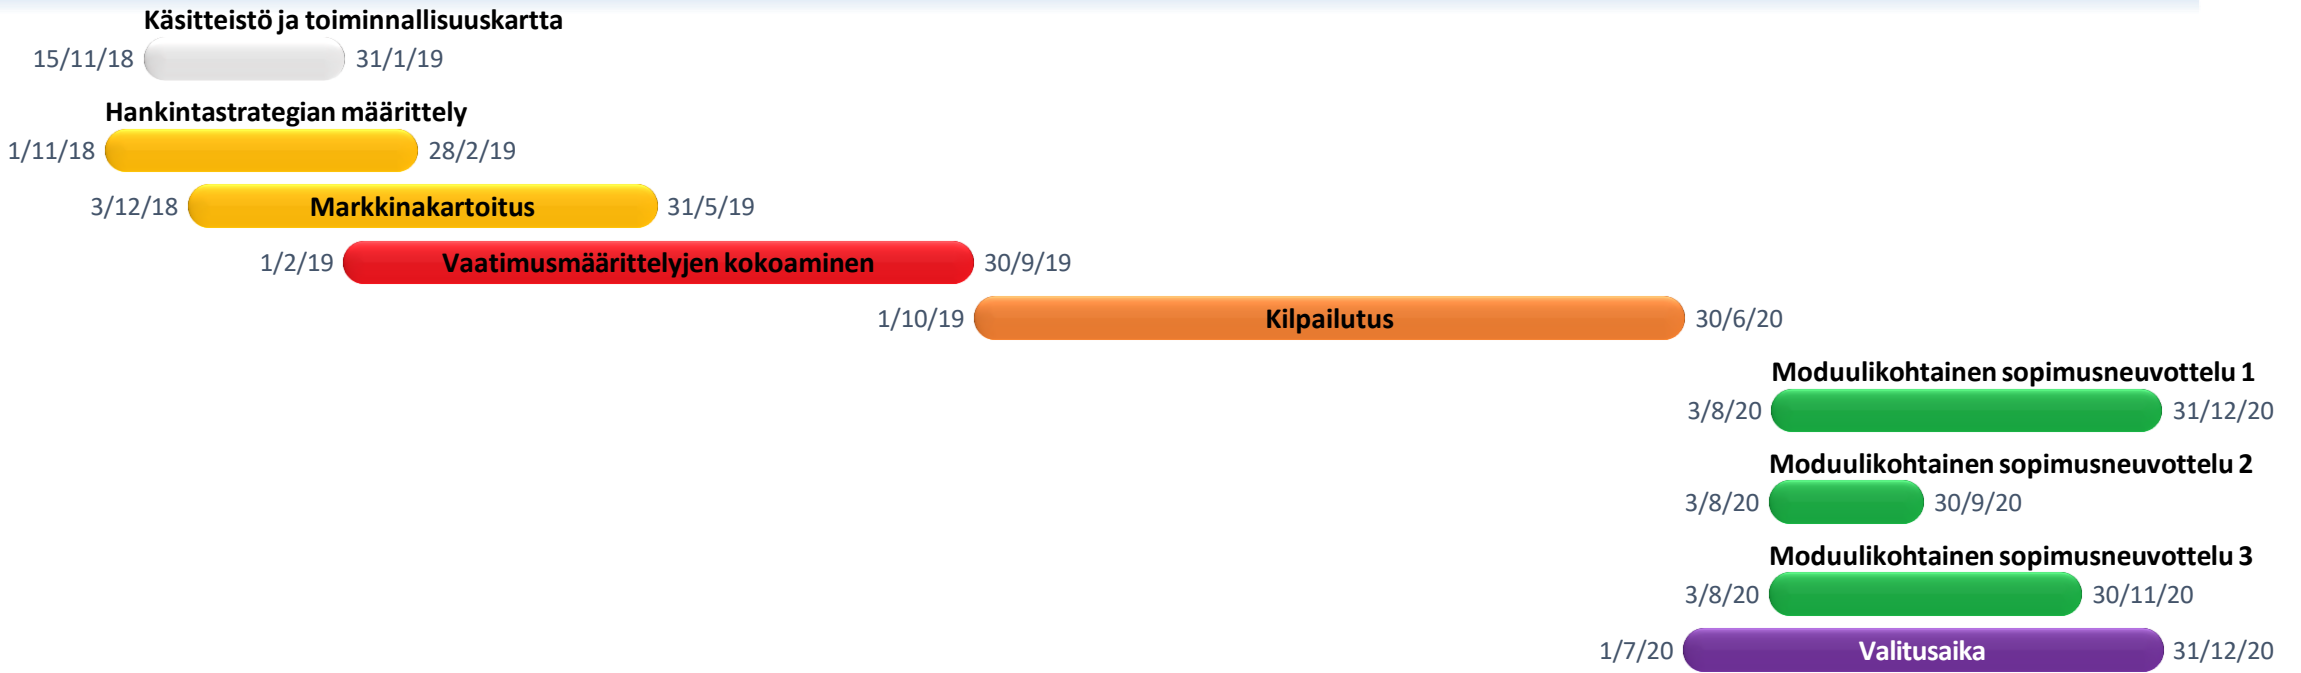 Käsitteistö ja toiminnallisuuskartta
15/11/18 31/1/19
Hankintastrategian määrittely
1/11/18 28/2/19
3/12/18 Markkinakartoitus 31/5/19
1/2/19 Vaatimusmäärittelyjen kokoaminen 30/9/19
1/10/19 Kilpailutus 30/6/20
Moduulikohtainen sopimusneuvottelu 1
3/8/20 31/12/20
Moduulikohtainen sopimusneuvottelu 2
3/8/20 30/9/20
Moduulikohtainen sopimusneuvottelu 3
3/8/20 30/11/20
1/7/20 Valitusaika 31/12/20